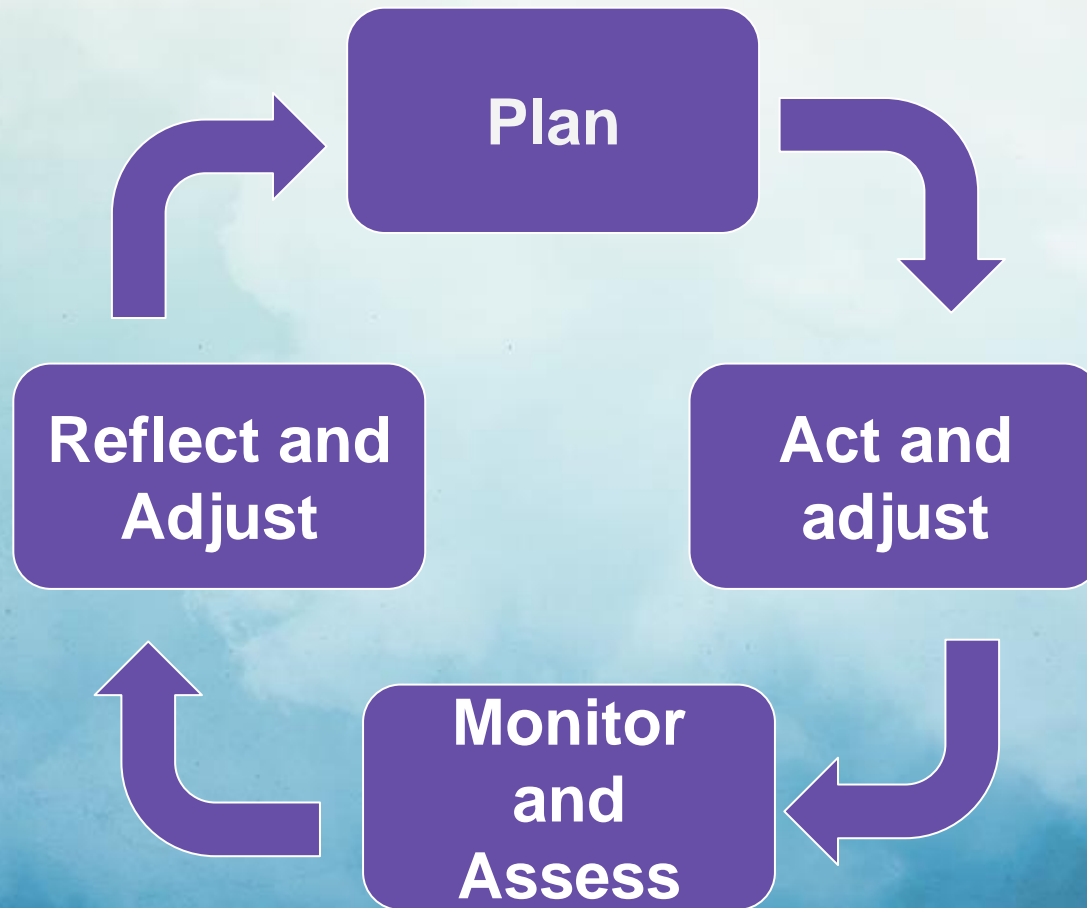 Plan
Reflect and
Adjust
Act and
adjust
Monitor
and
Assess